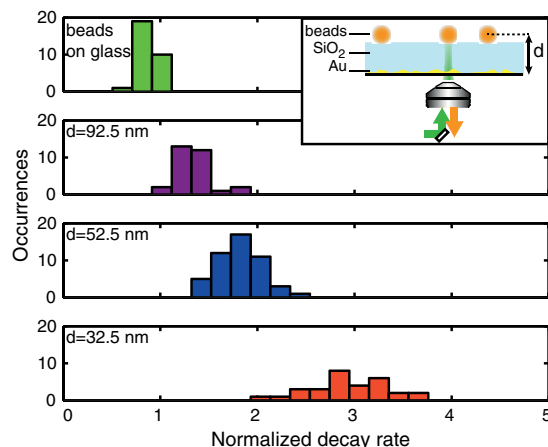 20
10
0
beads
on glass
beads
SiO2
Au
d
20
10
0
d=92.5 nm
20
10
0
d=52.5 nm
20
10
0
d=32.5 nm
Occurrences
0 1 2 3 4 5
Normalized decay rate